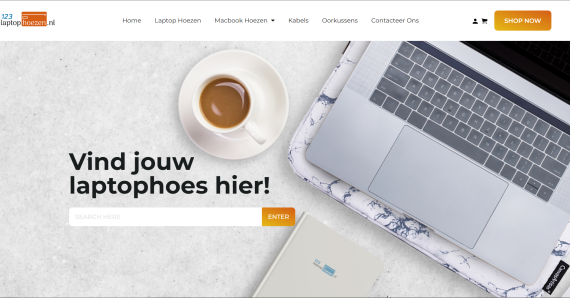 123
laptophoezen.nl
Home Laptop Hoezen Macbook Hoezen Kabels Oorkussens Contacteer Ons
SHOP NOW
Vind jouw
laptophoes hier!
SEARCH HERE
ENTER